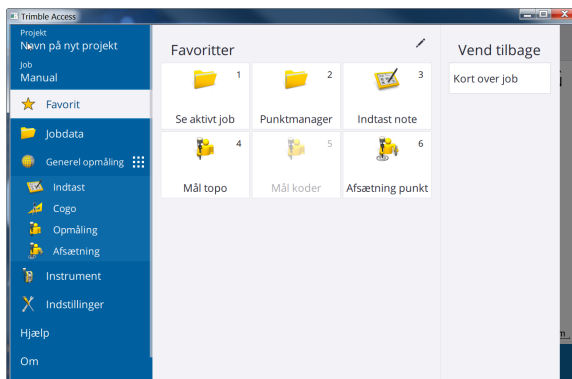 Trimble Access
Projekt
Navn på nyt projekt
Job
Manual
Favorit
Jobdata
Generel opmåling
Indtast
Cogo
Opmåling
Afsætning
Instrument
Indstillinger
Hjælp
Om
Favoritter
1
Se aktivt job
2
Punktmanager
3
Indtast note
4
Mål topo
5
Mål koder
6
Afsætning punkt
Vend tilbage
Kort over job